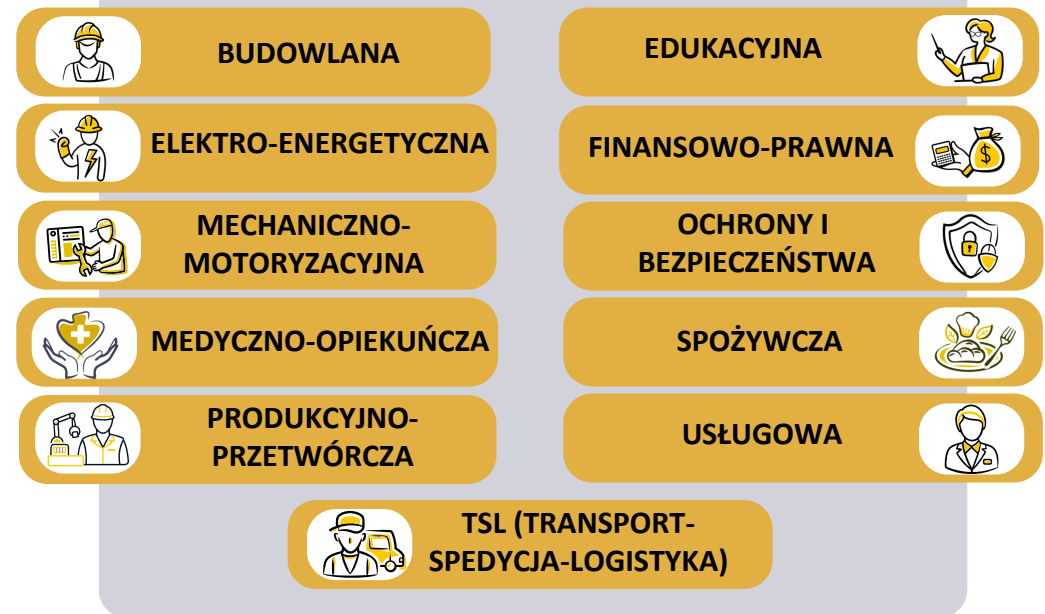 BUDOWLANA
ELEKTRO-ENERGETYCZNA
MECHANICZNO-
MOTORYZACYJNA
MEDYCZNO-OPIEKUŃCZA
PRODUKCYJNO-
PRZETWÓRCZA
EDUKACYJNA
FINANSOWO-PRAWNA
OCHRONY I
BEZPIECZEŃSTWA
SPOŻYWCZA
USŁUGOWA
TSL (TRANSPORT-
SPEDYCJA-LOGISTYKA)